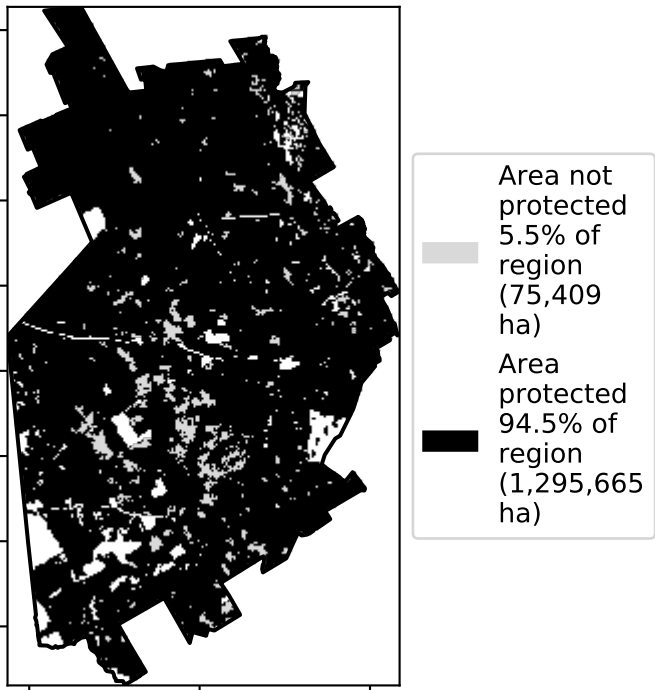 Area not
protected
5.5% of
region
(75,409
ha)
Area
protected
94.5% of
region
(1,295,665
ha)